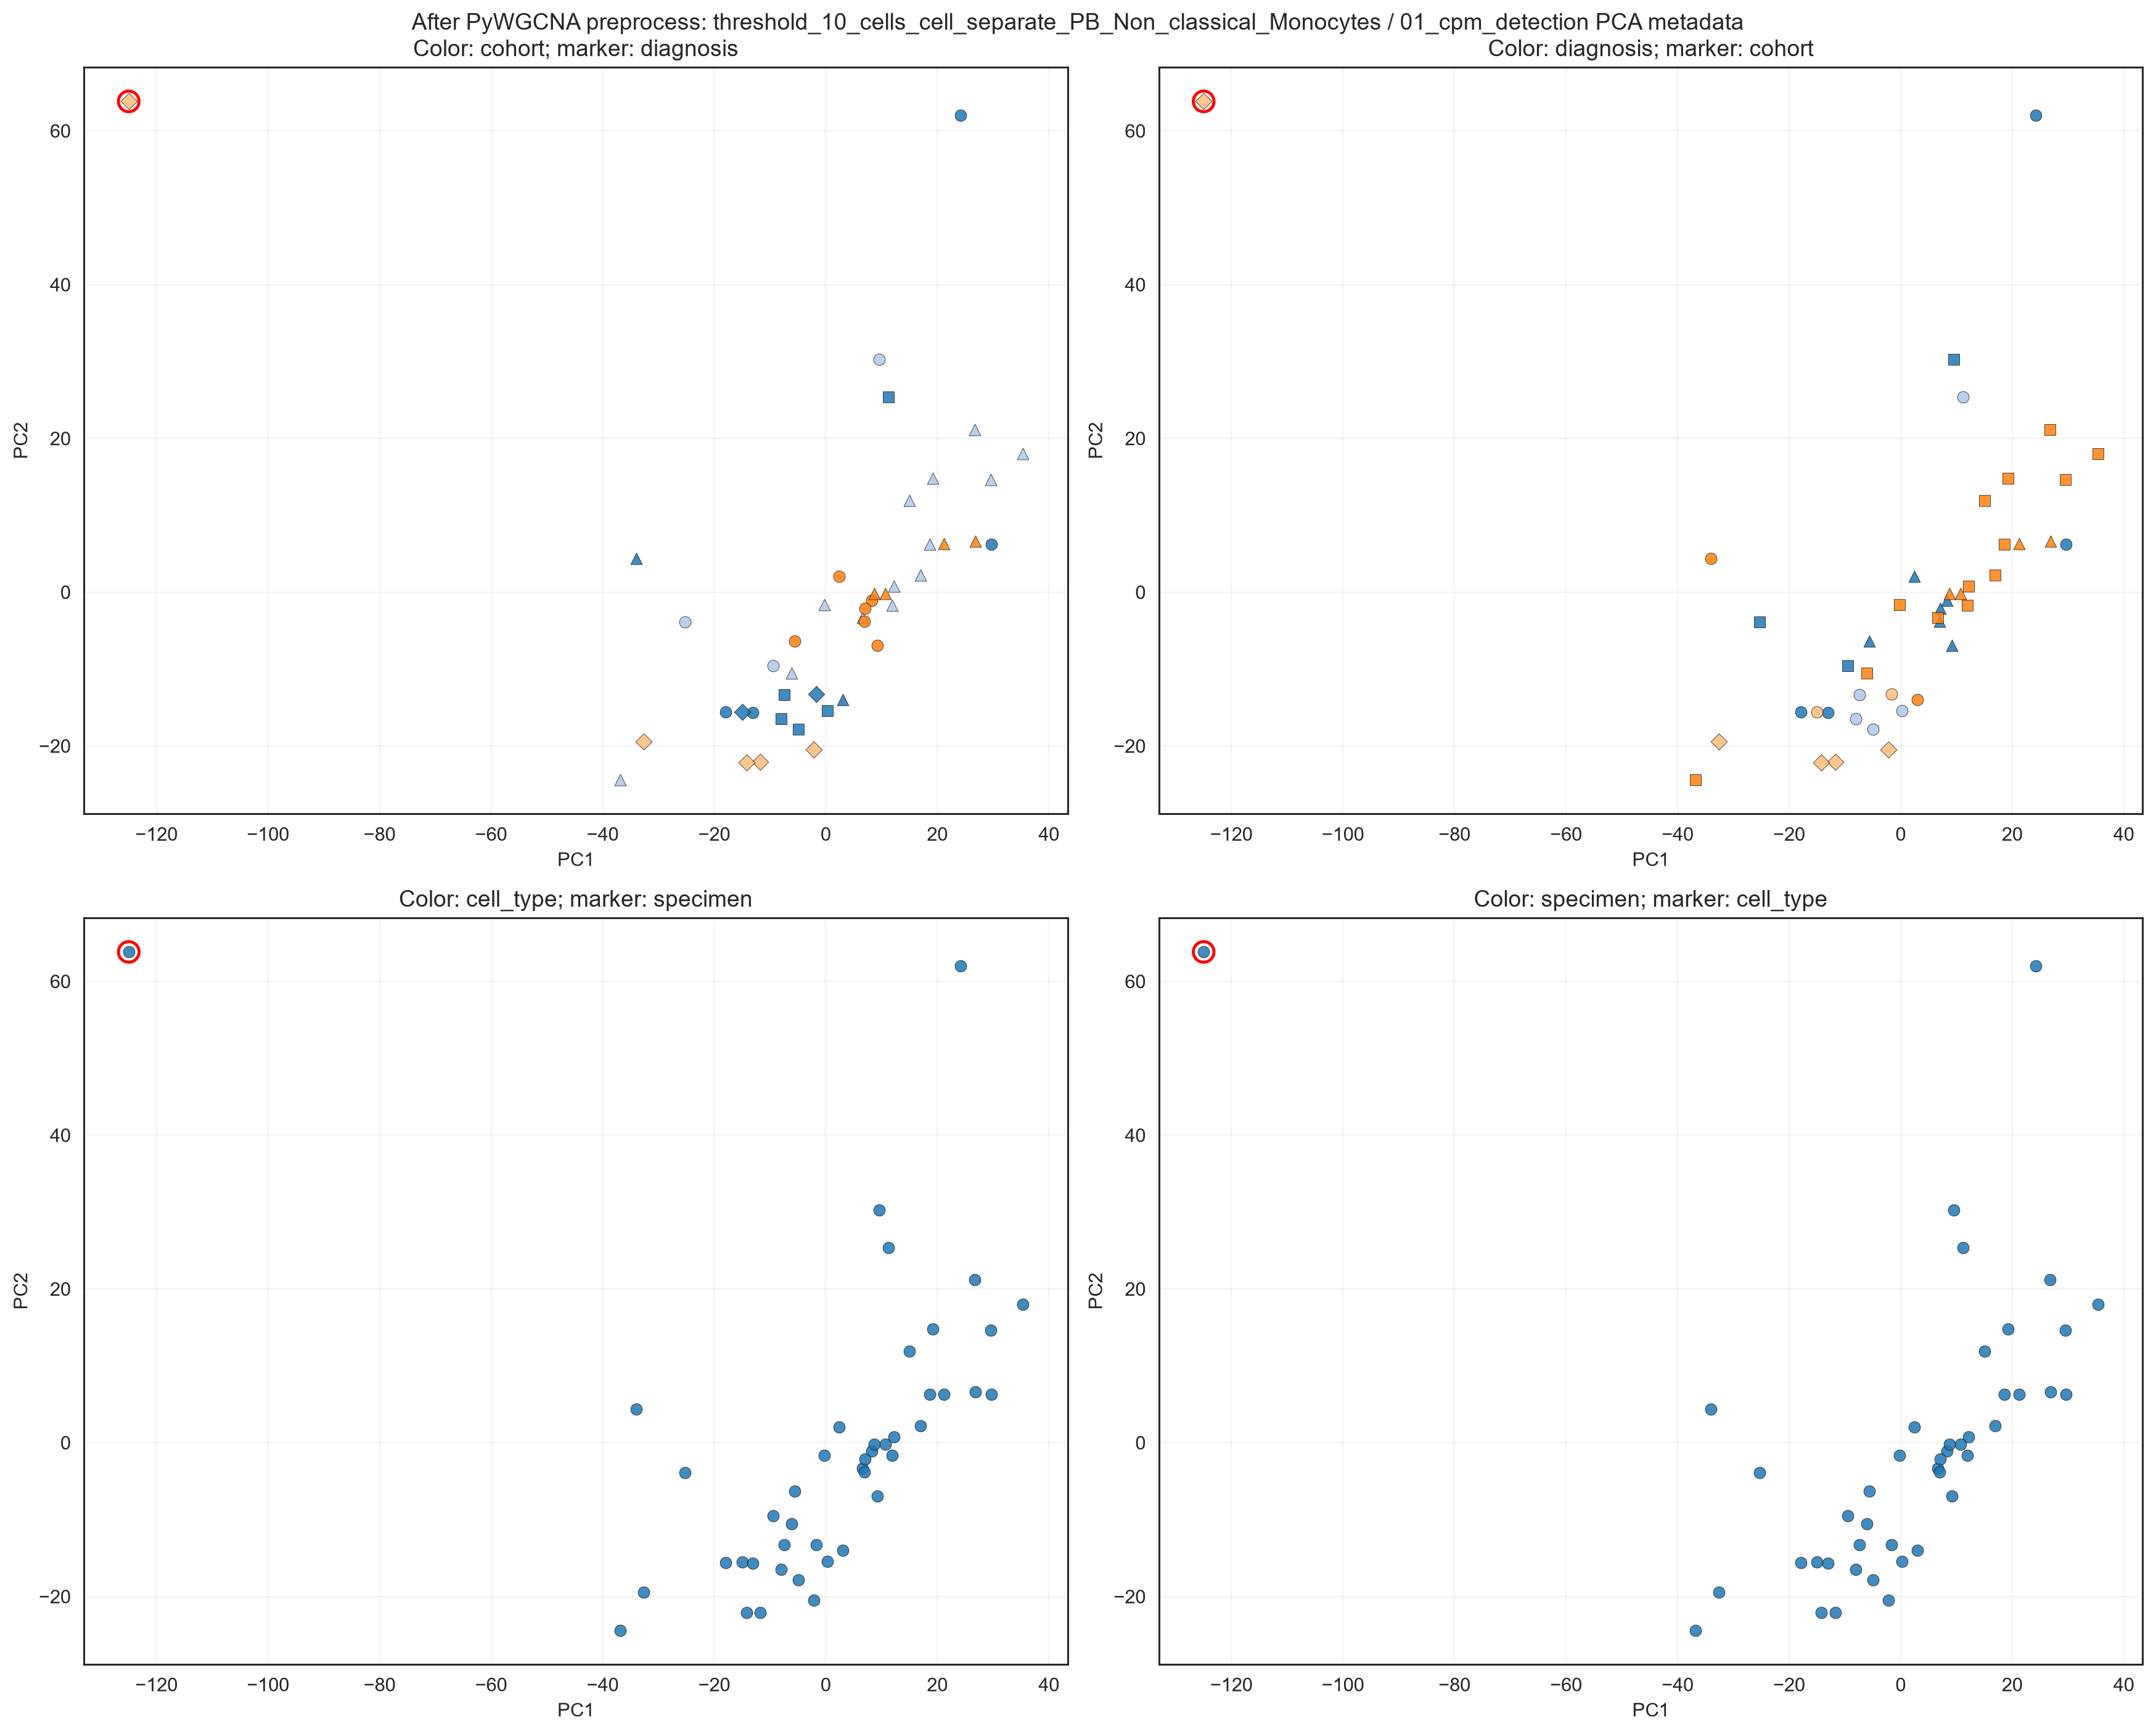 After PyWGCNA preprocess: threshold_10_cells_cell_separate_PB_Non_classical_Monocytes / 01_cpm_detection PCA metadata
Color: cohort; marker: diagnosis
60
40
20
0
−20
PC2
−120 −100 −80 −60 −40 −20 0 20 40
PC1
Color: diagnosis; marker: cohort
60
40
20
0
−20
PC2
−120 −100 −80 −60 −40 −20 0 20 40
PC1
Color: cell_type; marker: specimen
60
40
20
0
−20
PC2
−120 −100 −80 −60 −40 −20 0 20 40
PC1
Color: specimen; marker: cell_type
60
40
20
0
−20
PC2
−120 −100 −80 −60 −40 −20 0 20 40
PC1